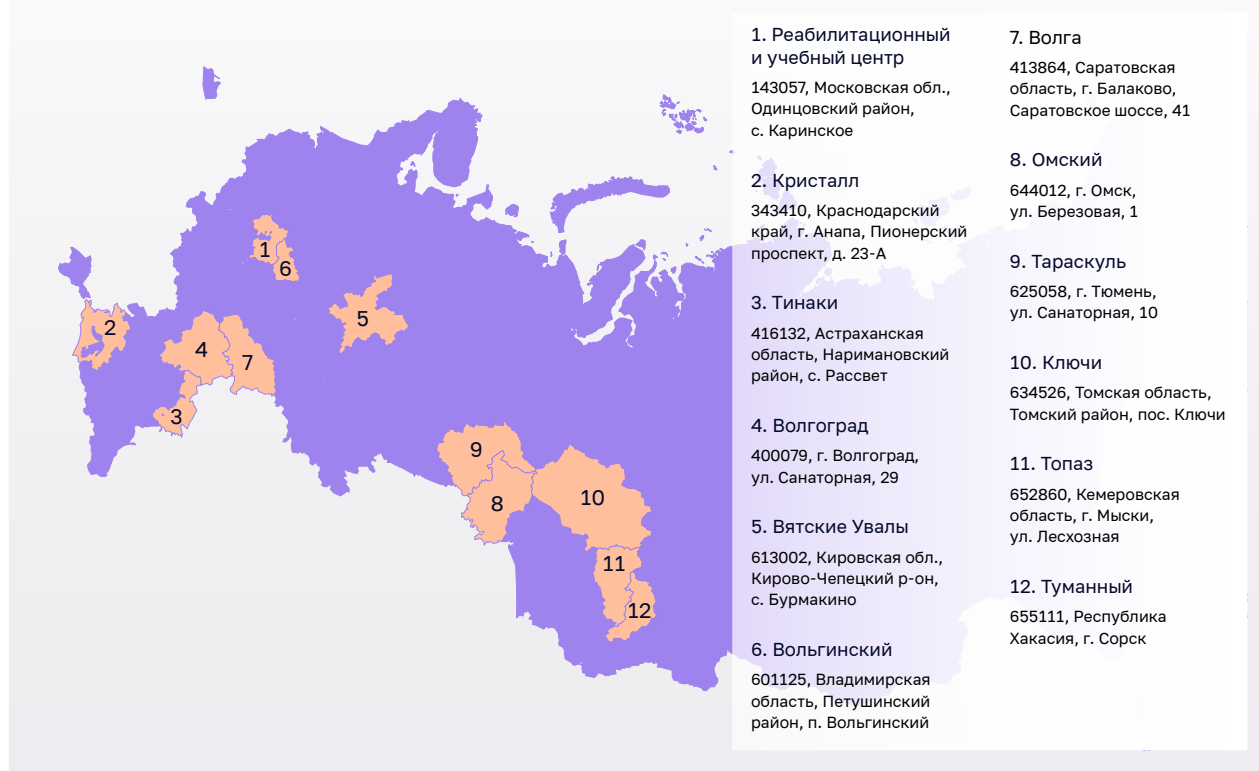 1
6
2
5
4
7
3
9
8
10
11
12
1. Реабилитационный
и учебный центр
143057, Московская обл.,
Одинцовский район,
с. Каринское
2. Кристалл
343410, Краснодарский
край, г. Анапа, Пионерский
проспект, д. 23-А
3. Тинаки
416132, Астраханская
область, Наримановский
район, с. Рассвет
4. Волгоград
400079, г. Волгоград,
ул. Санаторная, 29
5. Вятские Увалы
613002, Кировская обл.,
Кирово-Чепецкий р-он,
с. Бурмакино
6. Вольгинский
601125, Владимирская
область, Петушинский
район, п. Вольгинский
7. Волга
413864, Саратовская
область, г. Балаково,
Саратовское шоссе, 41
8. Омский
644012, г. Омск,
ул. Березовая, 1
9. Тараскуль
625058, г. Тюмень,
ул. Санаторная, 10
10. Ключи
634526, Томская область,
Томский район, пос. Ключи
11. Топаз
652860, Кемеровская
область, г. Мыски,
ул. Лесхозная
12. Туманный
655111, Республика
Хакасия, г. Сорск